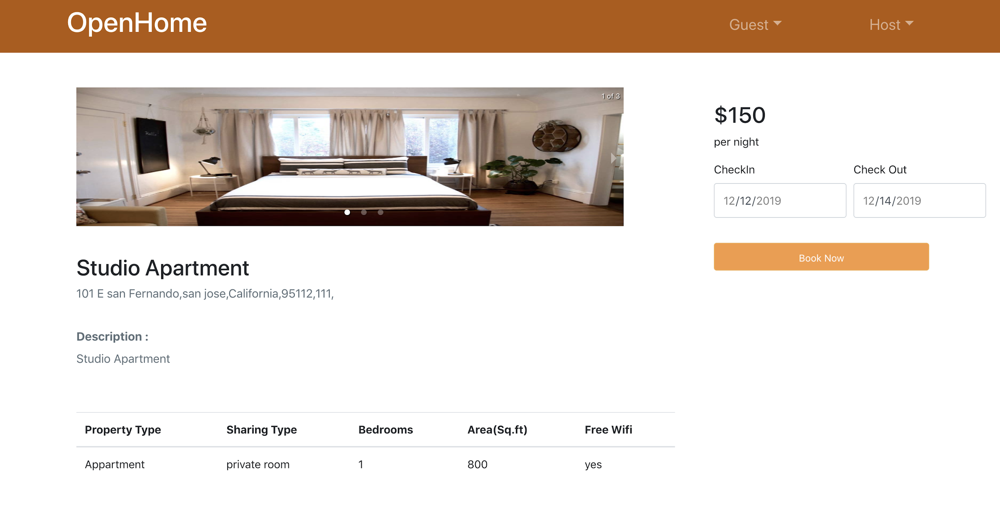 OpenHome
Guest
Host
1 of 3
Hello
$150
per night
CheckIn
Check Out
12/12/2019
12/14/2019
Book Now
Studio Apartment
101 E san Fernando,san jose,California,95112,111,
Description :
Studio Apartment
Property Type Sharing Type Bedrooms Area(Sq.ft) Free Wifi
Appartment private room 1 800 yes